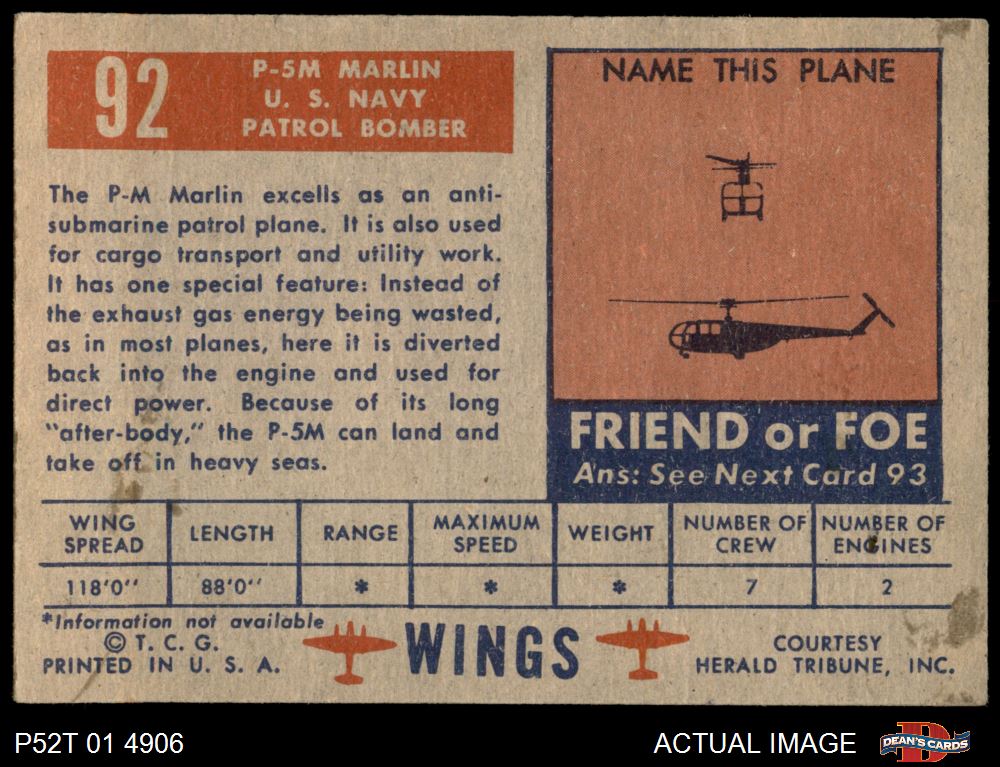 92
P-5M MARLIN
U. S. NAVY
PATROL BOMBER
The P-M Marlin excells as an anti-
submarine patrol plane. It is also used
for cargo transport and utility work.
It has one special feature: Instead of
the exhaust gas energy being wasted,
as in most planes, here it is diverted
back into the engine and used for
direct power. Because of its long
"after-body," the P-5M can land and
take off in heavy seas.
NAME THIS PLANE
FRIEND or FOE
Ans: See Next Card 93
WING SPREAD
LENGTH
RANGE
MAXIMUM SPEED
WEIGHT
NUMBER OF CREW
NUMBER OF ENGINES
118'0''
88'0''
*
*
*
7
2
*Information not available
© T. C. G.
PRINTED IN U. S. A.
WINGS
COURTESY
HERALD TRIBUNE, INC.
P52T 01 4906
ACTUAL IMAGE
D
DEAN'S CARDS